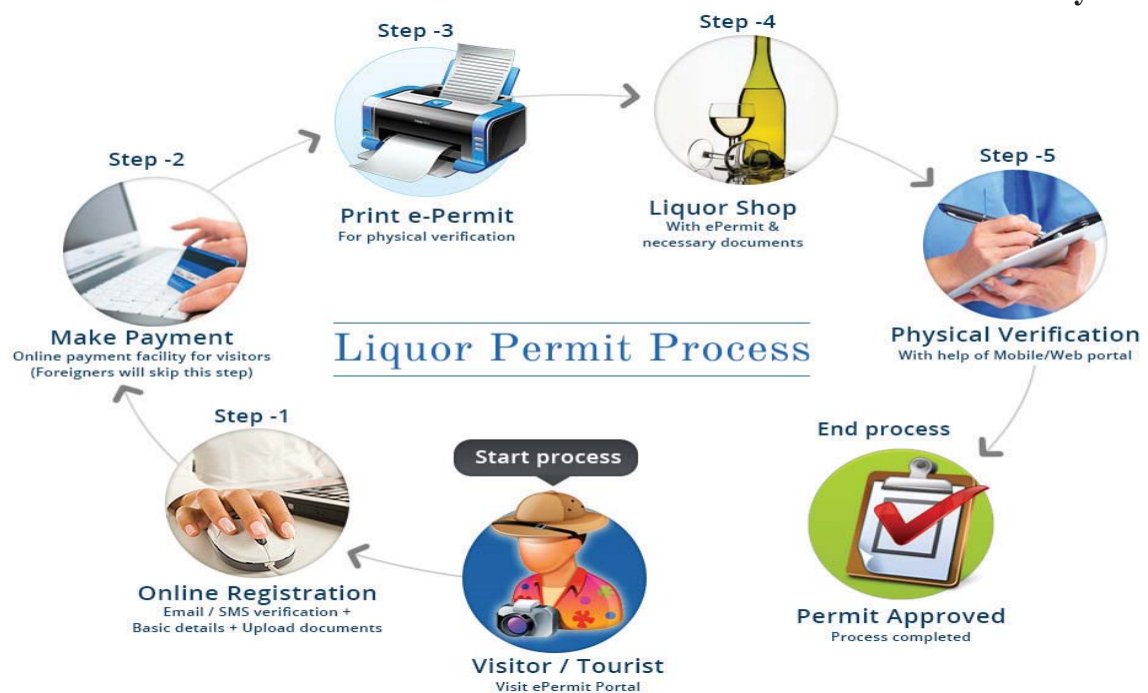 Step -3
Print e-Permit
For physical verification
Step -4
Liquor Shop
With ePermit &
necessary documents
Step -2
Make Payment
Online payment facility for visitors
(Foreigners will skip this step)
Step -5
Physical Verification
With help of Mobile/Web portal
Liquor Permit Process
Step -1
Online Registration
Email / SMS verification +
Basic details + Upload documents
Start process
Visitor / Tourist
Visit ePermit Portal
End process
Permit Approved
Process completed